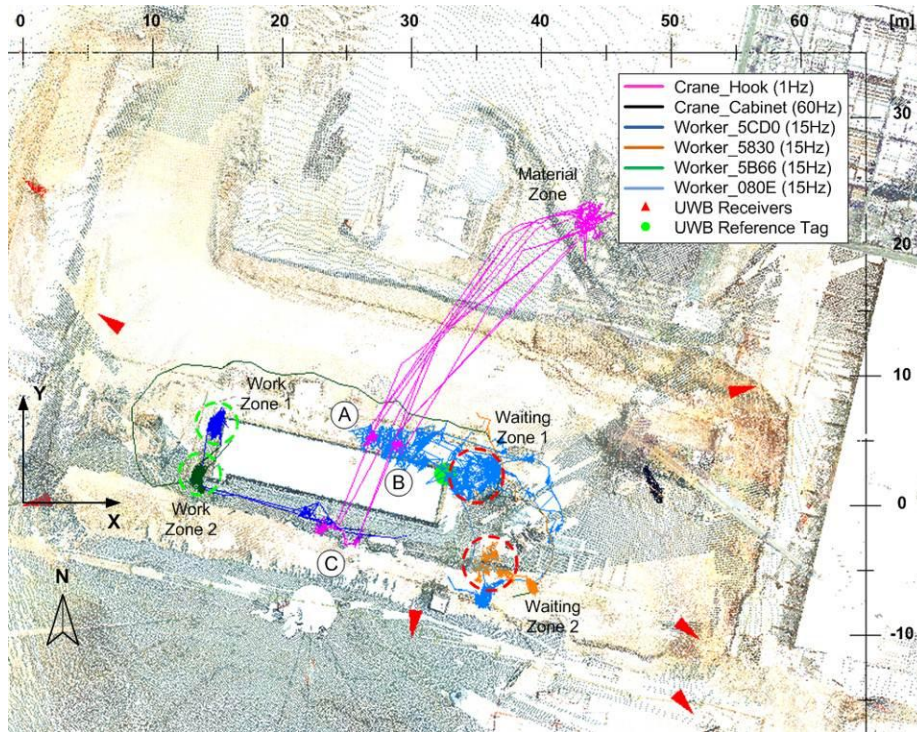 0 10 20 30 40 50 60 [m]
Crane_Hook (1Hz)
Crane_Cabinet (60Hz)
Worker_5CD0 (15Hz)
Worker_5830 (15Hz)
Worker_5B66 (15Hz)
Worker_080E (15Hz)
UWB Receivers
UWB Reference Tag
30
Material
Zone
20
10
Work
Zone 1
A
Waiting
Zone 1
Y
B
X
0
Work
Zone 2
C
N
Waiting
Zone 2
-10